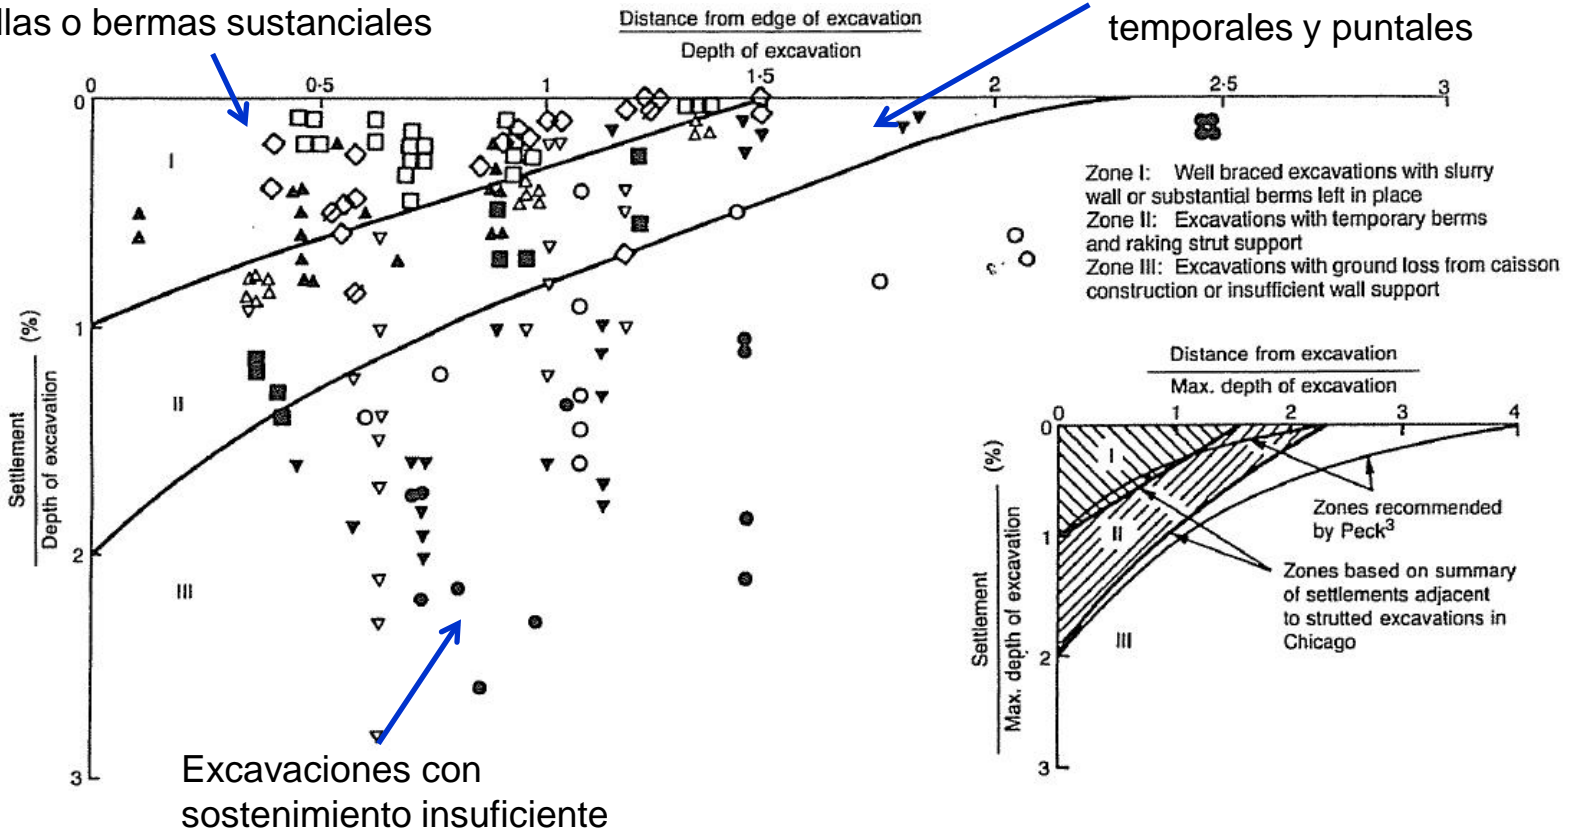 llas o bermas sustanciales
temporales y puntales
Distance from edge of excavation
Depth of excavation
0 0·5 1 1·5 2 2·5 3
0
1
2
3
Settlement
Depth of excavation
(%)
I
II
III
Zone I: Well braced excavations with slurry
wall or substantial berms left in place
Zone II: Excavations with temporary berms
and raking strut support
Zone III: Excavations with ground loss from caisson
construction or insufficient wall support
Distance from excavation
Max. depth of excavation
0 1 2 3 4
0
1
2
3
Settlement
Max. depth of excavation
(%)
I
II
III
Zones recommended
by Peck3
Zones based on summary
of settlements adjacent
to strutted excavations in
Chicago
Excavaciones con
sostenimiento insuficiente